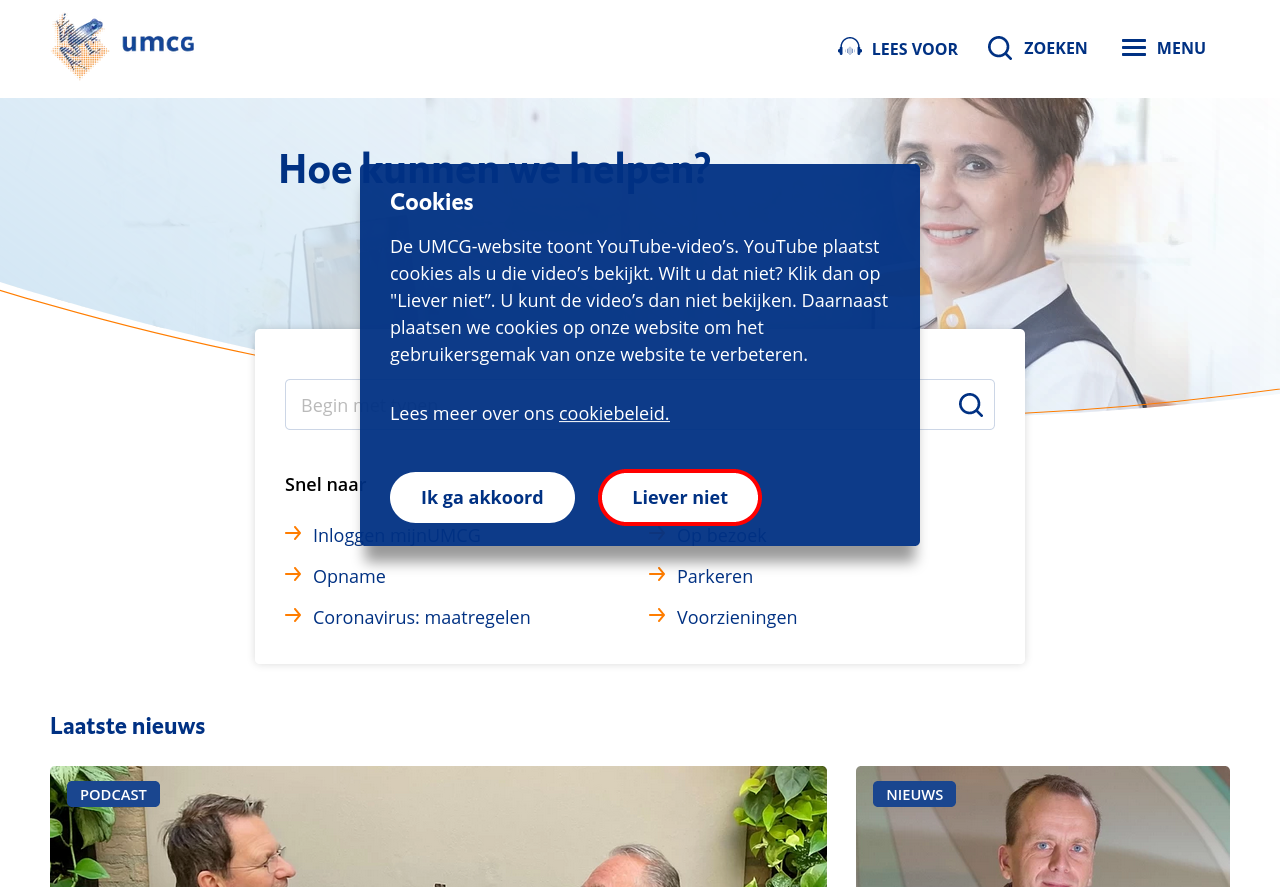 umcg
LEES VOOR
ZOEKEN
MENU
Hoe kunnen we helpen?
Cookies
De UMCG-website toont YouTube-video’s. YouTube plaatst
cookies als u die video’s bekijkt. Wilt u dat niet? Klik dan op
"Liever niet”. U kunt de video’s dan niet bekijken. Daarnaast
plaatsen we cookies op onze website om het
gebruikersgemak van onze website te verbeteren.
Lees meer over ons cookiebeleid.
Ik ga akkoord
Liever niet
Begin
Snel naar
Inloggen mijnUMCG
Op bezoek
Opname
Parkeren
Coronavirus: maatregelen
Voorzieningen
Laatste nieuws
PODCAST
NIEUWS